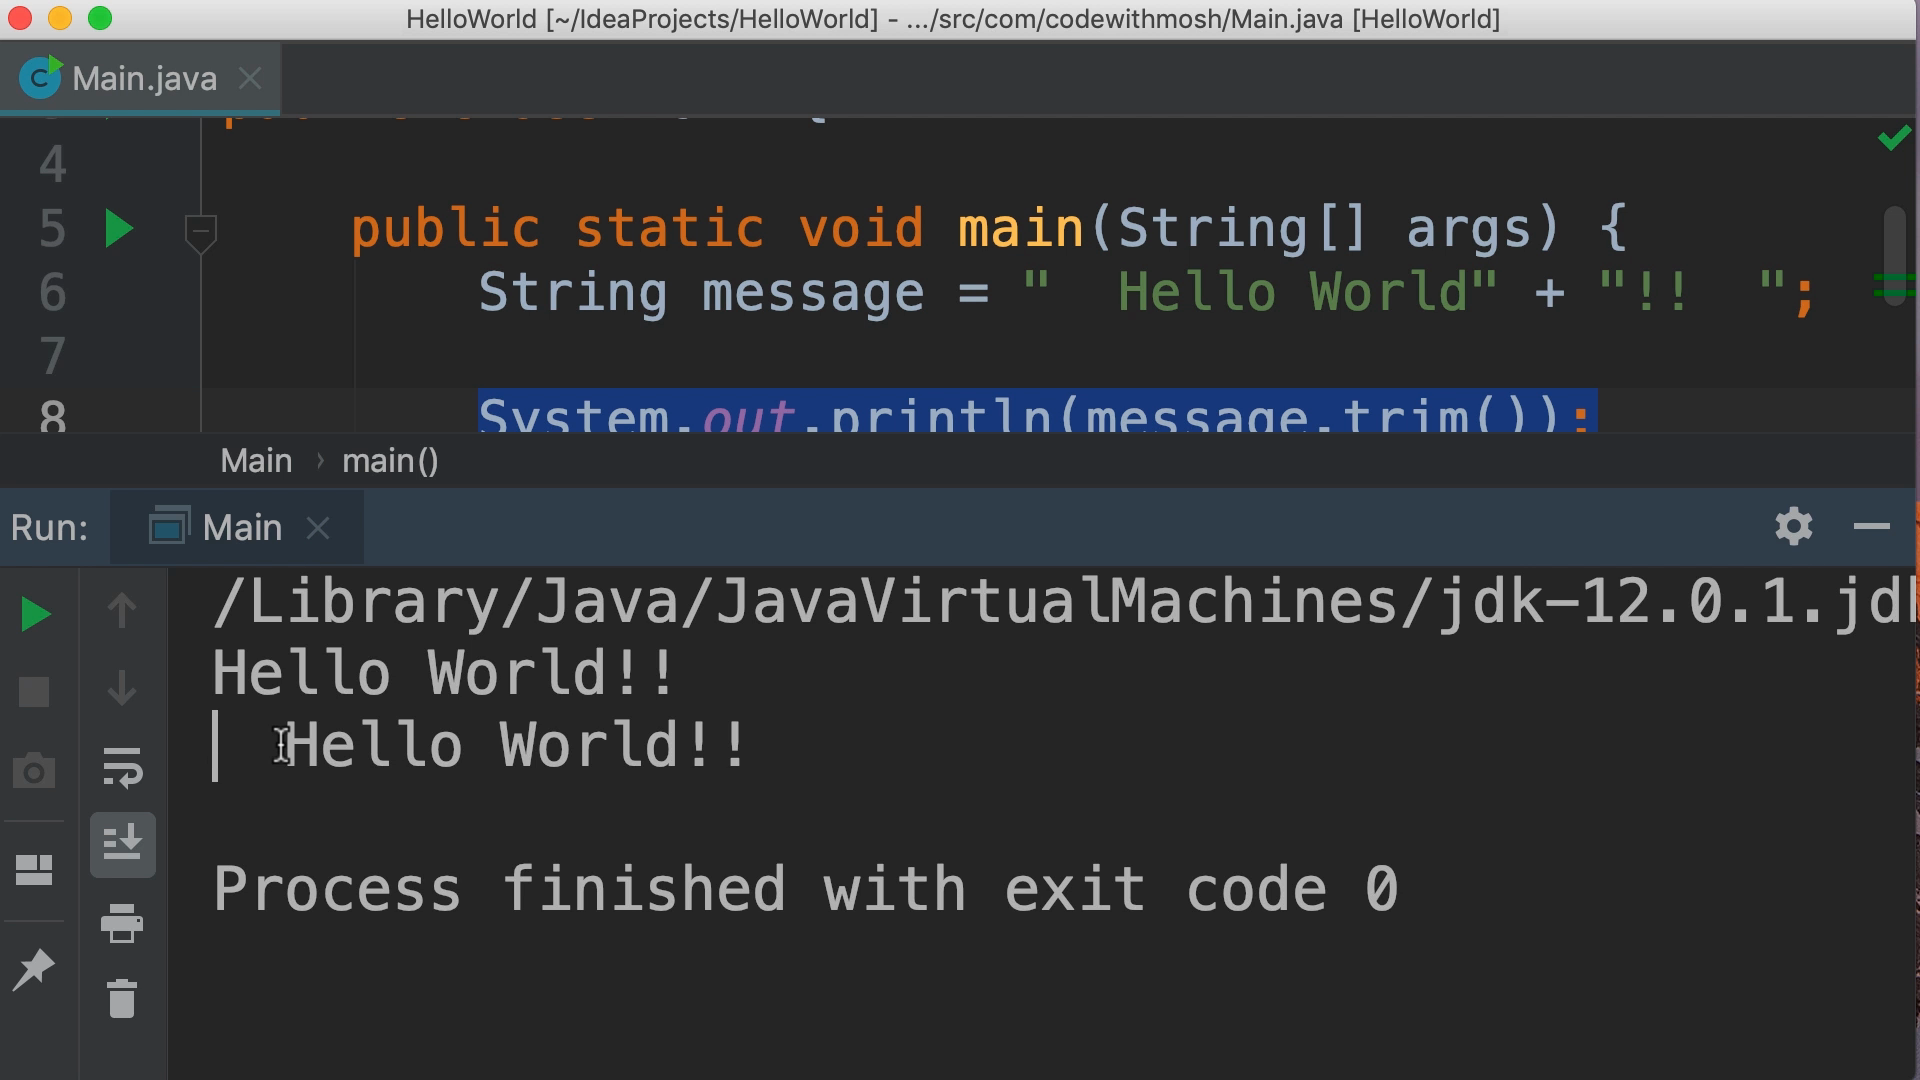 HelloWorld [~/IdeaProjects/HelloWorld] - .../src/com/codewithmosh/Main.java [HelloWorld]
Main.java
4
5 public static void main(String[] args) {
6 String message = "  Hello World" + "!!  ";
7
8 System.out.println(message.trim());
Main › main()
Run: Main
/Library/Java/JavaVirtualMachines/jdk-12.0.1.jd
Hello World!!
  Hello World!!
Process finished with exit code 0